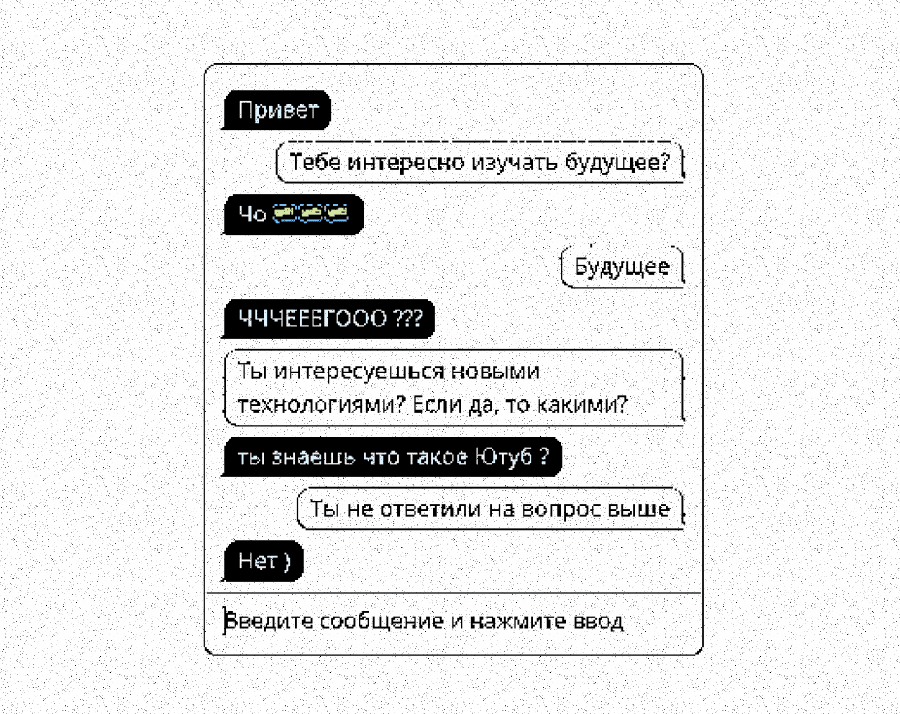 Привет
Тебе интересно изучать будущее?
Чо
Будущее
ЧЧЧЕЕЕГООО ???
Ты интересуешься новыми
технологиями? Если да, то какими?
ты знаешь что такое Ютуб ?
Ты не ответили на вопрос выше
Нет )
Введите сообщение и нажмите ввод